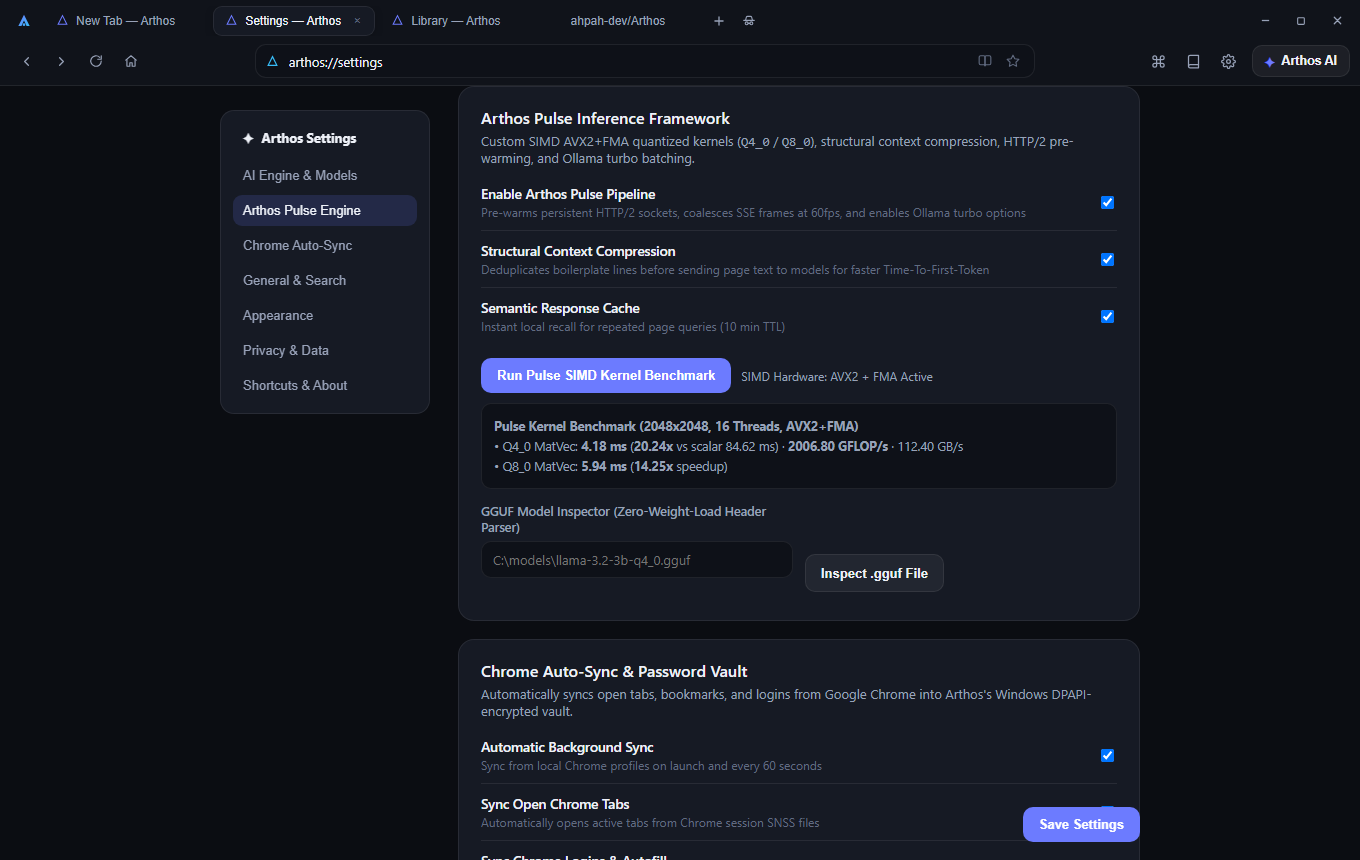 New Tab — Arthos
Settings — Arthos
Library — Arthos
ahpah-dev/Arthos
arthos://settings
Arthos AI
Arthos Settings
AI Engine & Models
Arthos Pulse Engine
Chrome Auto-Sync
General & Search
Appearance
Privacy & Data
Shortcuts & About
Arthos Pulse Inference Framework
Custom SIMD AVX2+FMA quantized kernels (Q4_0 / Q8_0), structural context compression, HTTP/2 pre-
warming, and Ollama turbo batching.
Enable Arthos Pulse Pipeline
Pre-warms persistent HTTP/2 sockets, coalesces SSE frames at 60fps, and enables Ollama turbo options
Structural Context Compression
Deduplicates boilerplate lines before sending page text to models for faster Time-To-First-Token
Semantic Response Cache
Instant local recall for repeated page queries (10 min TTL)
Run Pulse SIMD Kernel Benchmark
SIMD Hardware: AVX2 + FMA Active
Pulse Kernel Benchmark (2048x2048, 16 Threads, AVX2+FMA)
• Q4_0 MatVec: 4.18 ms (20.24x vs scalar 84.62 ms) · 2006.80 GFLOP/s · 112.40 GB/s
• Q8_0 MatVec: 5.94 ms (14.25x speedup)
GGUF Model Inspector (Zero-Weight-Load Header
Parser)
C:\models\llama-3.2-3b-q4_0.gguf
Inspect .gguf File
Chrome Auto-Sync & Password Vault
Automatically syncs open tabs, bookmarks, and logins from Google Chrome into Arthos's Windows DPAPI-
encrypted vault.
Automatic Background Sync
Sync from local Chrome profiles on launch and every 60 seconds
Sync Open Chrome Tabs
Automatically opens active tabs from Chrome session SNSS files
Save Settings
Sync Chrome Logins & Autofill